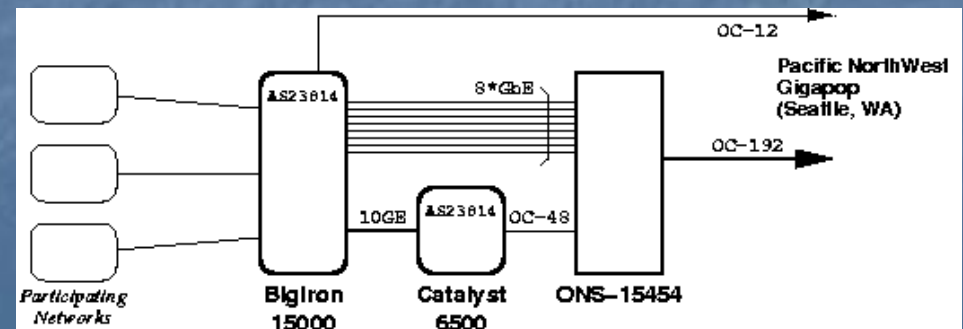 OC-12
Pacific NorthWest
Gigapop
(Seattle, WA)
AS23814
8*GbE
OC-192
10GE
AS23814
OC-48
Participating
Networks
BigIron
15000
Catalyst
6500
ONS-15454